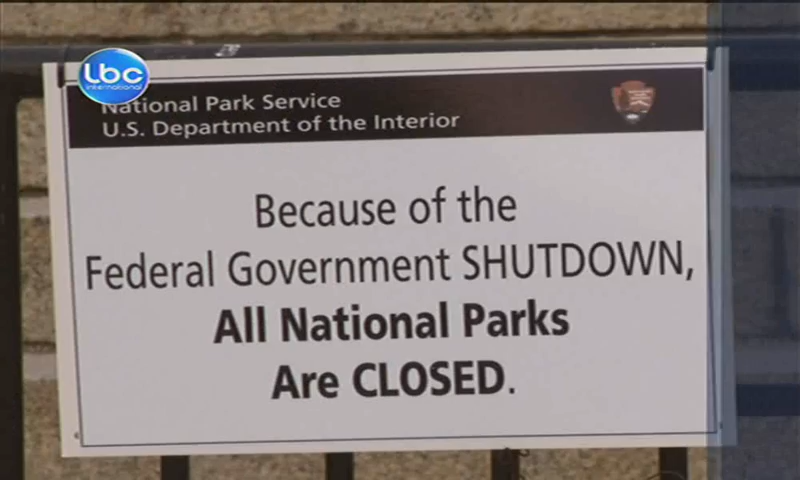 lbc
international
National Park Service
U.S. Department of the Interior
Because of the
Federal Government SHUTDOWN,
All National Parks
Are CLOSED.